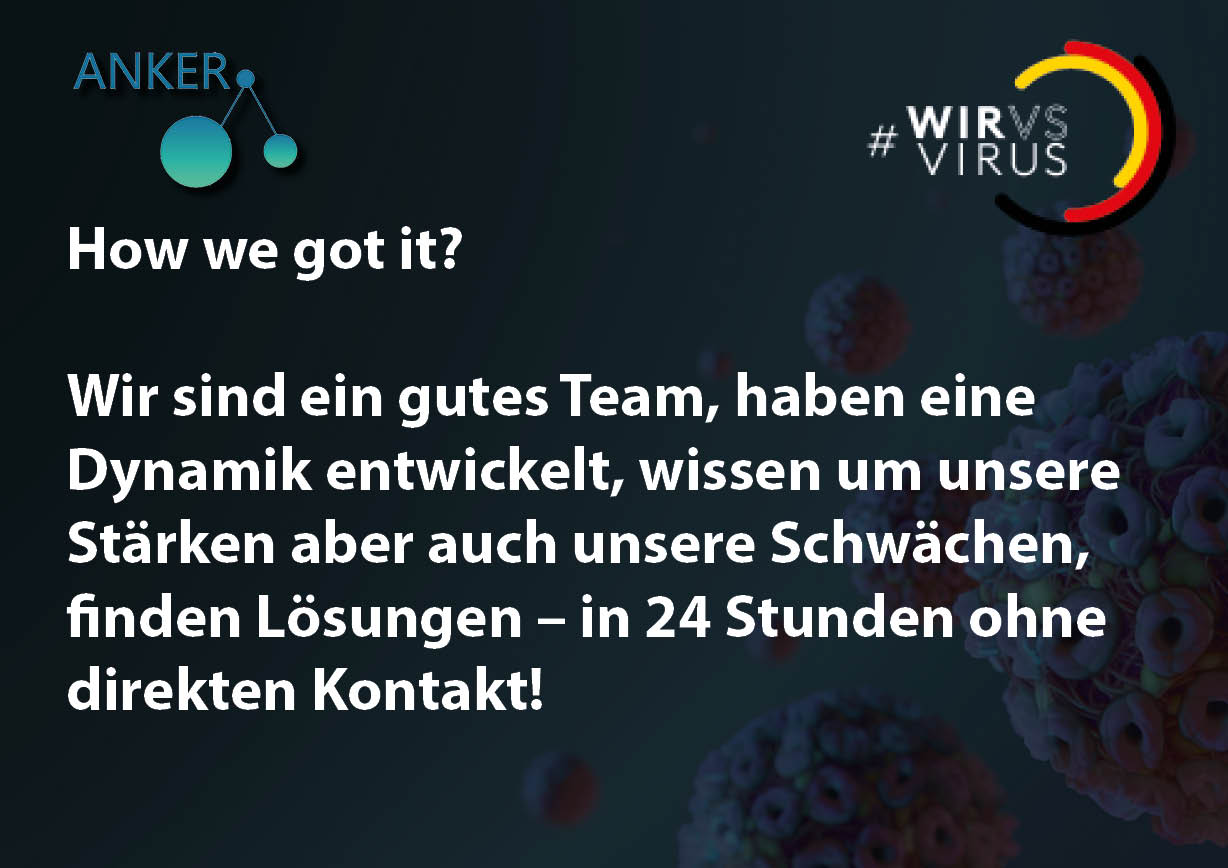 ANKER
# WIRVS
VIRUS
How we got it?
Wir sind ein gutes Team, haben eine
Dynamik entwickelt, wissen um unsere
Stärken aber auch unsere Schwächen,
finden Lösungen – in 24 Stunden ohne
direkten Kontakt!